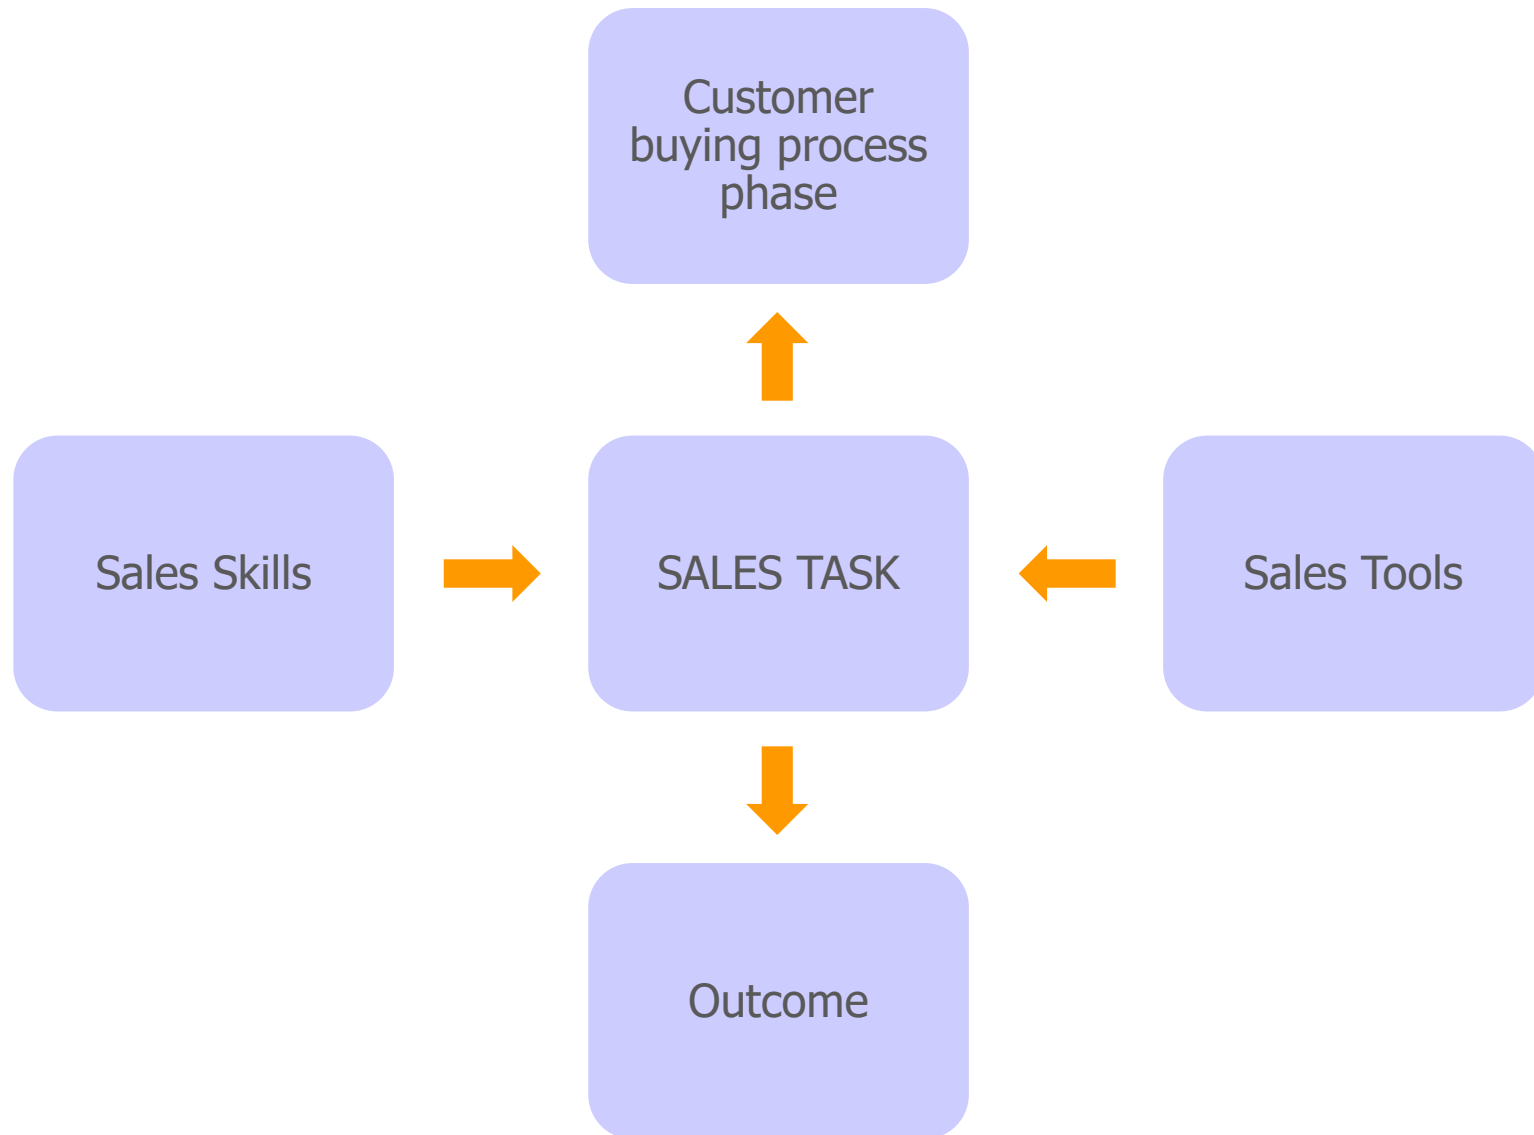 Customer
buying process
phase
Sales Skills
SALES TASK
Sales Tools
Outcome